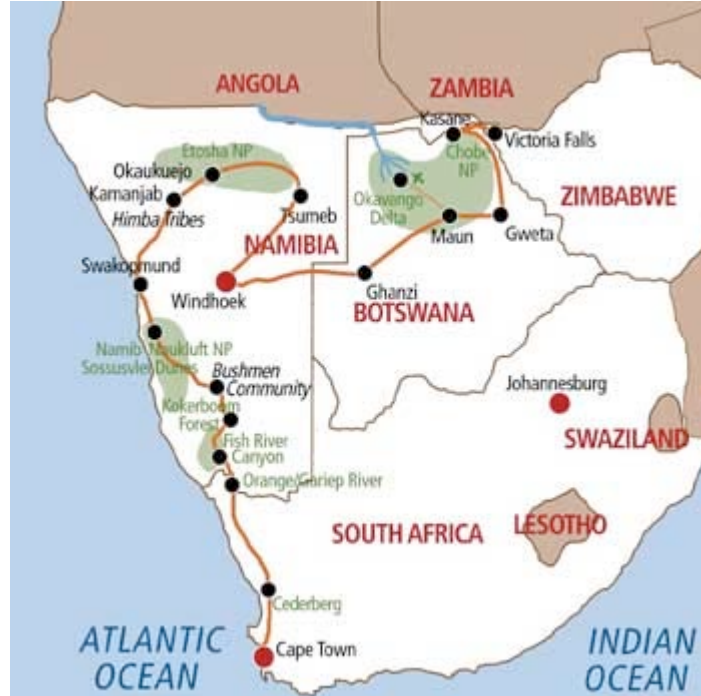 ANGOLA
ZAMBIA
Kasane
Victoria Falls
Chobe
NP
Etosha NP
Okaukuejo
Kamanjab
Himba Tribes
Tsumeb
Okavango
Delta
ZIMBABWE
NAMIBIA
Maun
Gweta
Swakopmund
Windhoek
Ghanzi
BOTSWANA
Namib Naukluft NP
Sossusvlei Dunes
Bushmen
Community
Johannesburg
Kokerboom
Forest
SWAZILAND
Fish River
Canyon
Orange/Gariep River
SOUTH AFRICA
LESOTHO
Cederberg
ATLANTIC
OCEAN
Cape Town
INDIAN
OCEAN